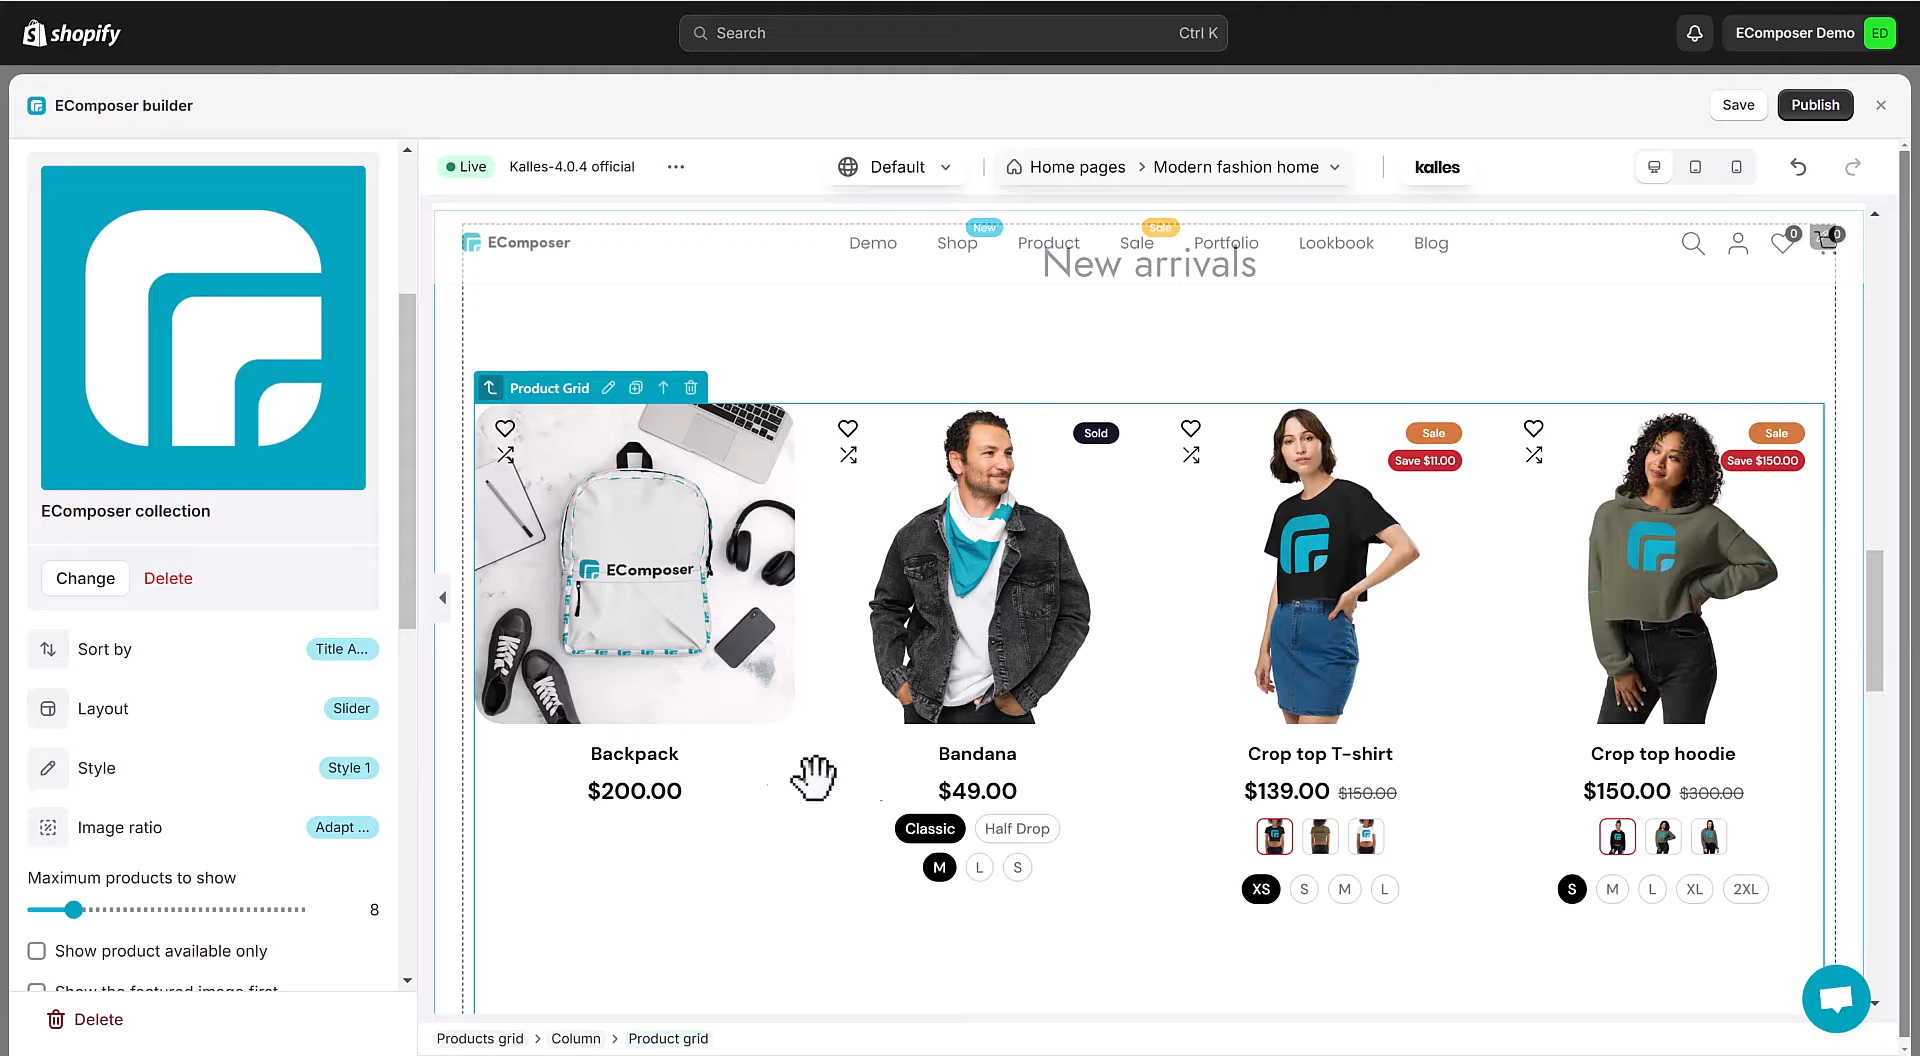 shopify
Search
Ctrl K
EComposer Demo
ED
EComposer builder
Save
Publish
EComposer collection
Change
Delete
Sort by
Title A...
Layout
Slider
Style
Style 1
Image ratio
Adapt ...
Maximum products to show
8
Show product available only
Show the featured image first
Delete
Live
Kalles-4.0.4 official
Default
Home pages
Modern fashion home
kalles
EComposer
Demo
Shop
New
Product
Sale
Sale
Portfolio
Lookbook
Blog
0
0
New arrivals
Product Grid
EComposer
Backpack
$200.00
Sold
Bandana
$49.00
Classic
Half Drop
M
L
S
Sale
Save $11.00
Crop top T-shirt
$139.00 $150.00
XS
S
M
L
Sale
Save $150.00
Crop top hoodie
$150.00 $300.00
S
M
L
XL
2XL
Products grid
Column
Product grid